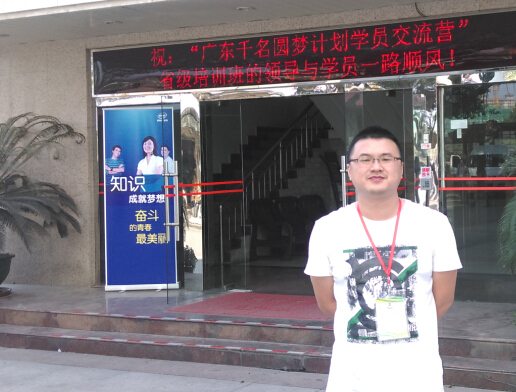 祝：“广东千名圆梦计划学员交流营”
省级培训班的领导与学员一路顺风！
知识
成就梦想
奋斗
的青春
最美丽